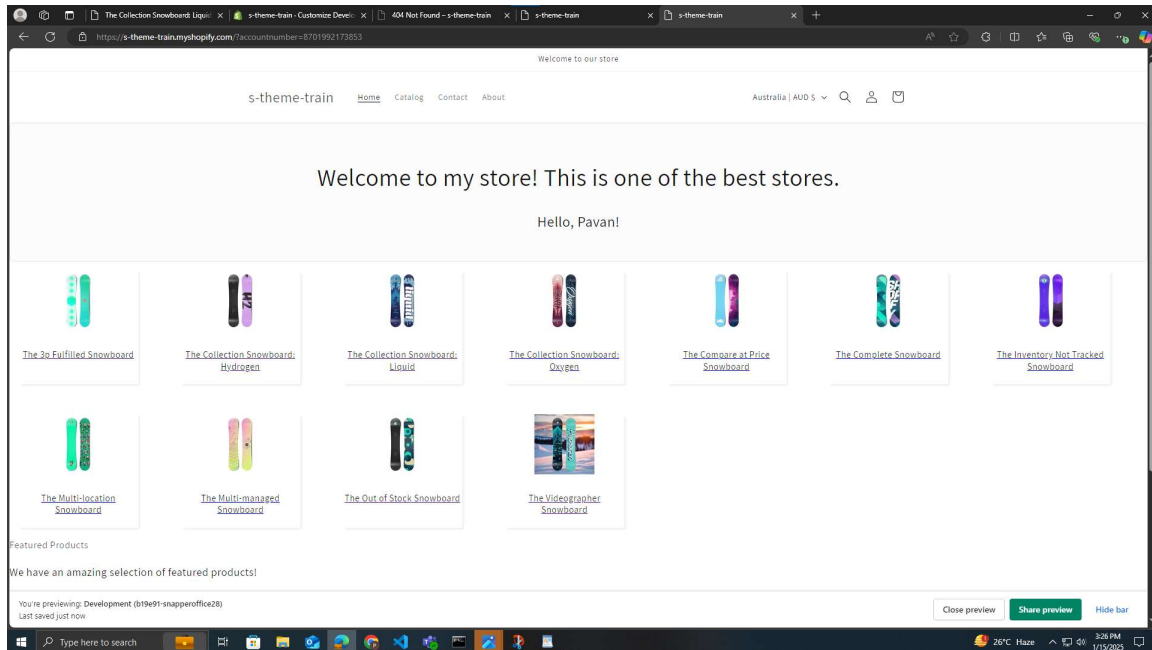 The Collection Snowboard: Liquid
s-theme-train - Customize Develo
404 Not Found – s-theme-train
s-theme-train
s-theme-train
https://s-theme-train.myshopify.com/?accountnumber=8701992173853
Welcome to our store
s-theme-train Home Catalog Contact About Australia | AUD $
Welcome to my store! This is one of the best stores.
Hello, Pavan!
The 3p Fulfilled Snowboard
The Collection Snowboard:
Hydrogen
The Collection Snowboard:
Liquid
The Collection Snowboard:
Oxygen
The Compare at Price
Snowboard
The Complete Snowboard
The Inventory Not Tracked
Snowboard
The Multi-location
Snowboard
The Multi-managed
Snowboard
The Out of Stock Snowboard
The Videographer
Snowboard
Featured Products
We have an amazing selection of featured products!
You're previewing: Development (b19e91-snapperoffice28)
Last saved just now
Close preview Share preview Hide bar
Type here to search
26°C Haze
3:26 PM
1/15/2025